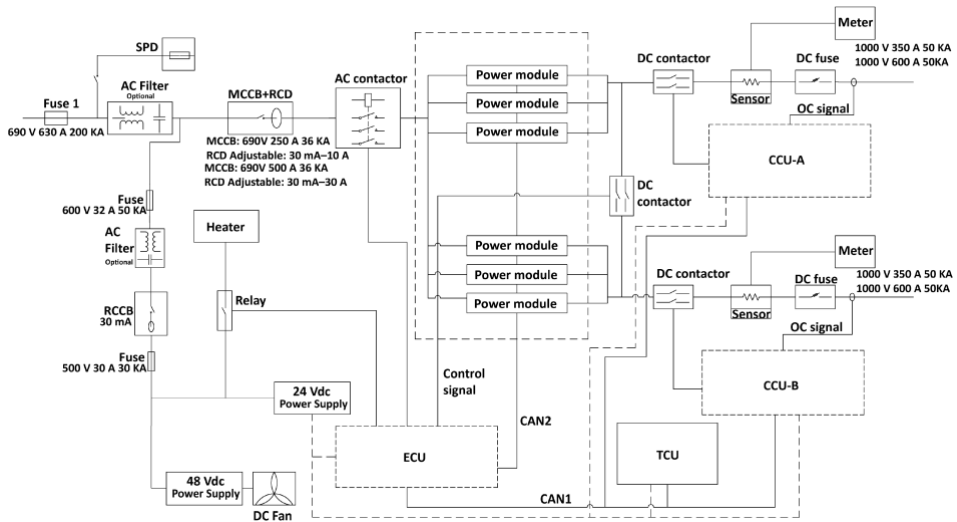 Meter
1000 V 350 A 50 KA
1000 V 600 A 50KA
SPD
DC contactor
DC fuse
AC Filter
Optional
AC contactor
Power module
Fuse 1
MCCB+RCD
Sensor
690 V 630 A 200 KA
Power module
OC signal
Power module
MCCB: 690V 250 A 36 KA
RCD Adjustable: 30 mA–10 A
MCCB: 690V 500 A 36 KA
RCD Adjustable: 30 mA–30 A
CCU-A
Fuse
600 V 32 A 50 KA
DC
contactor
Heater
AC
Filter
Optional
Power module
Meter
Power module
DC contactor
DC fuse
1000 V 350 A 50 KA
1000 V 600 A 50KA
RCCB
30 mA
Relay
Power module
Sensor
OC signal
Fuse
500 V 30 A 30 KA
Control
signal
24 Vdc
Power Supply
CCU-B
CAN2
ECU
TCU
48 Vdc
Power Supply
DC Fan
CAN1